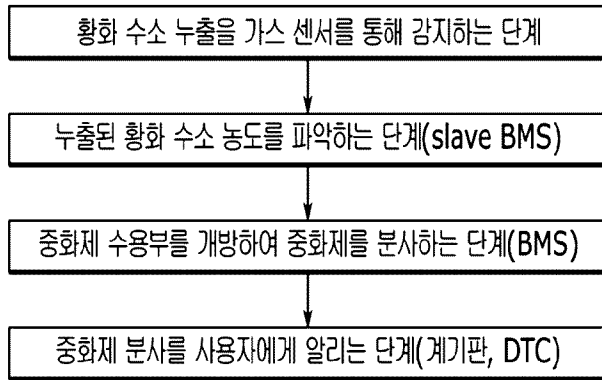 황화 수소 누출을 가스 센서를 통해 감지하는 단계
누출된 황화 수소 농도를 파악하는 단계(slave BMS)
중화제 수용부를 개방하여 중화제를 분사하는 단계(BMS)
중화제 분사를 사용자에게 알리는 단계(계기판, DTC)